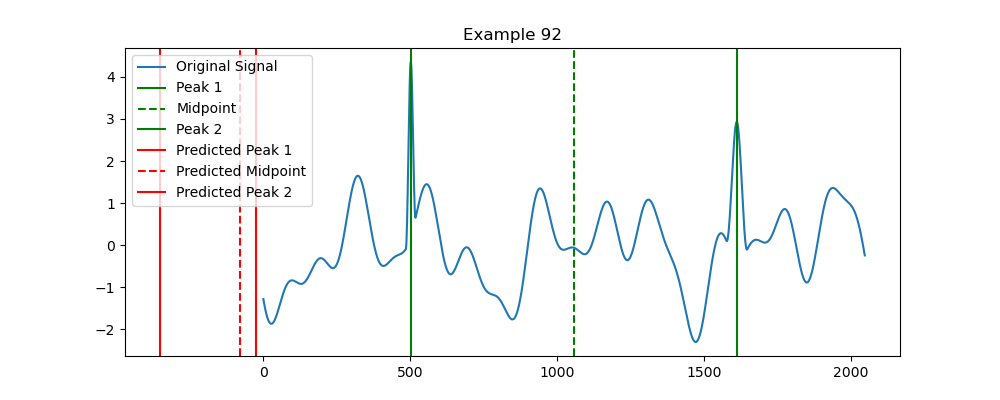 Example 92
Original Signal
Peak 1
Midpoint
Peak 2
Predicted Peak 1
Predicted Midpoint
Predicted Peak 2
4
3
2
1
0
−1
−2
0 500 1000 1500 2000